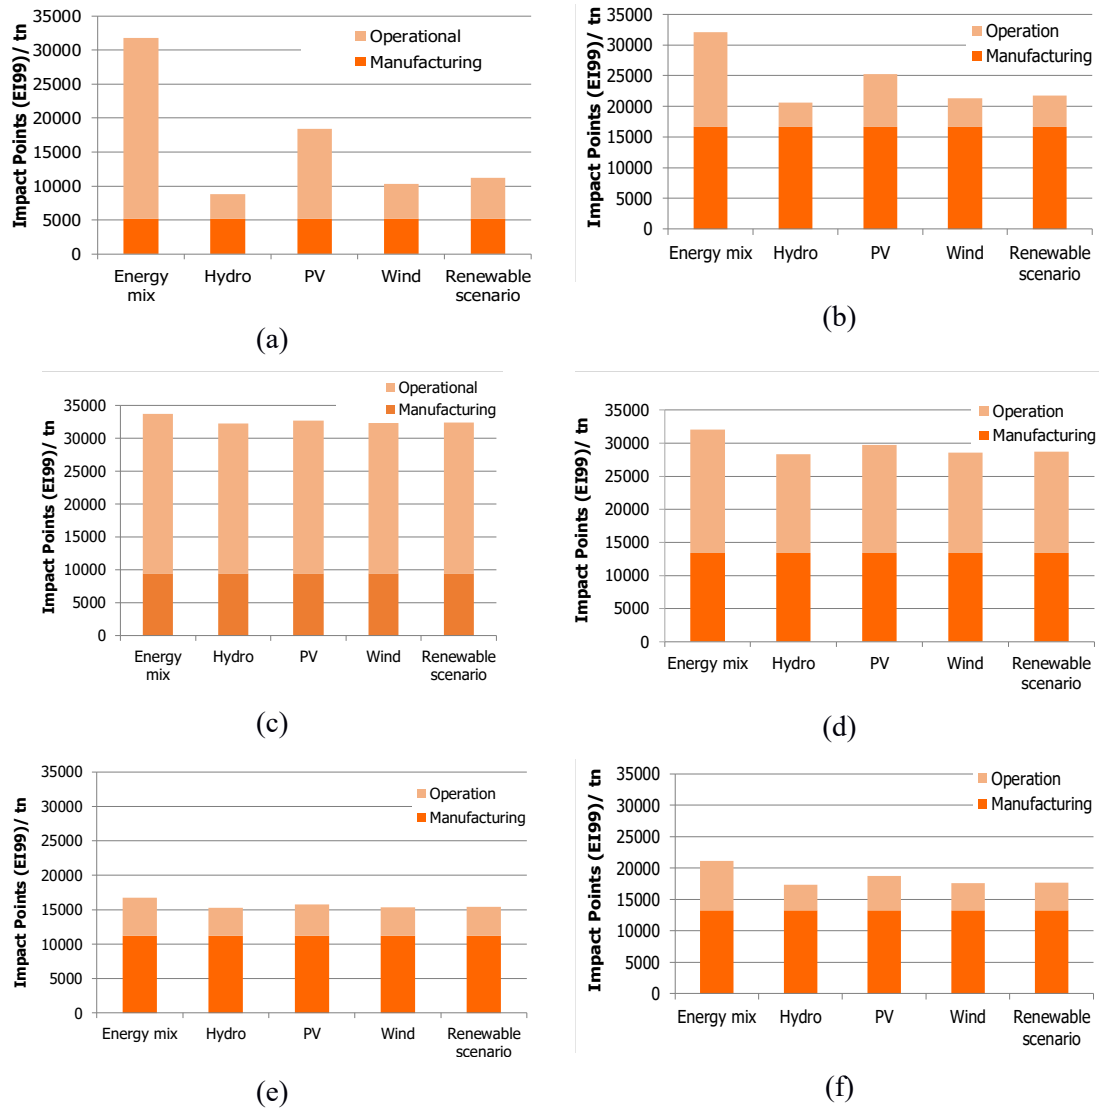 Impact Points (EI99)/ tn
35000
30000
25000
20000
15000
10000
5000
0
Operational
Manufacturing
Energy mix
Hydro
PV
Wind
Renewable scenario
(a)
Impact Points (EI99)/ tn
35000
30000
25000
20000
15000
10000
5000
0
Operation
Manufacturing
Energy mix
Hydro
PV
Wind
Renewable
scenario
(b)
Impact Points (EI99)/ tn
35000
30000
25000
20000
15000
10000
5000
0
Operational
Manufacturing
Energy
mix
Hydro
PV
Wind
Renewable
scenario
(c)
Impact Points (EI99)/ tn
35000
30000
25000
20000
15000
10000
5000
0
Operation
Manufacturing
Energy mix
Hydro
PV
Wind
Renewable
scenario
(d)
Impact Points (EI99)/ tn
35000
30000
25000
20000
15000
10000
5000
0
Operation
Manufacturing
Energy mix
Hydro
PV
Wind
Renewable
scenario
(e)
Impact Points (EI99)/ tn
35000
30000
25000
20000
15000
10000
5000
0
Operation
Manufacturing
Energy mix
Hydro
PV
Wind
Renewable
scenario
(f)